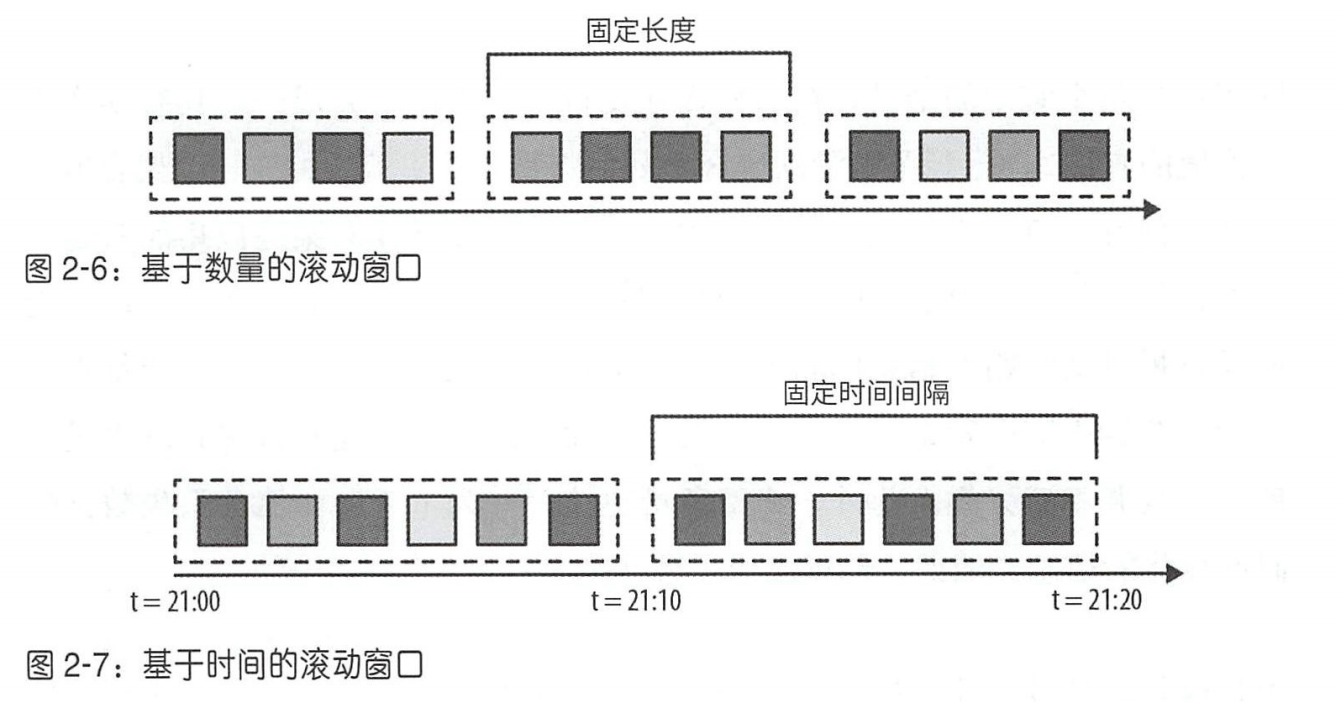 固定长度
图 2-6：基于数量的滚动窗口
固定时间间隔
t = 21:00 t = 21:10 t = 21:20
图 2-7：基于时间的滚动窗口